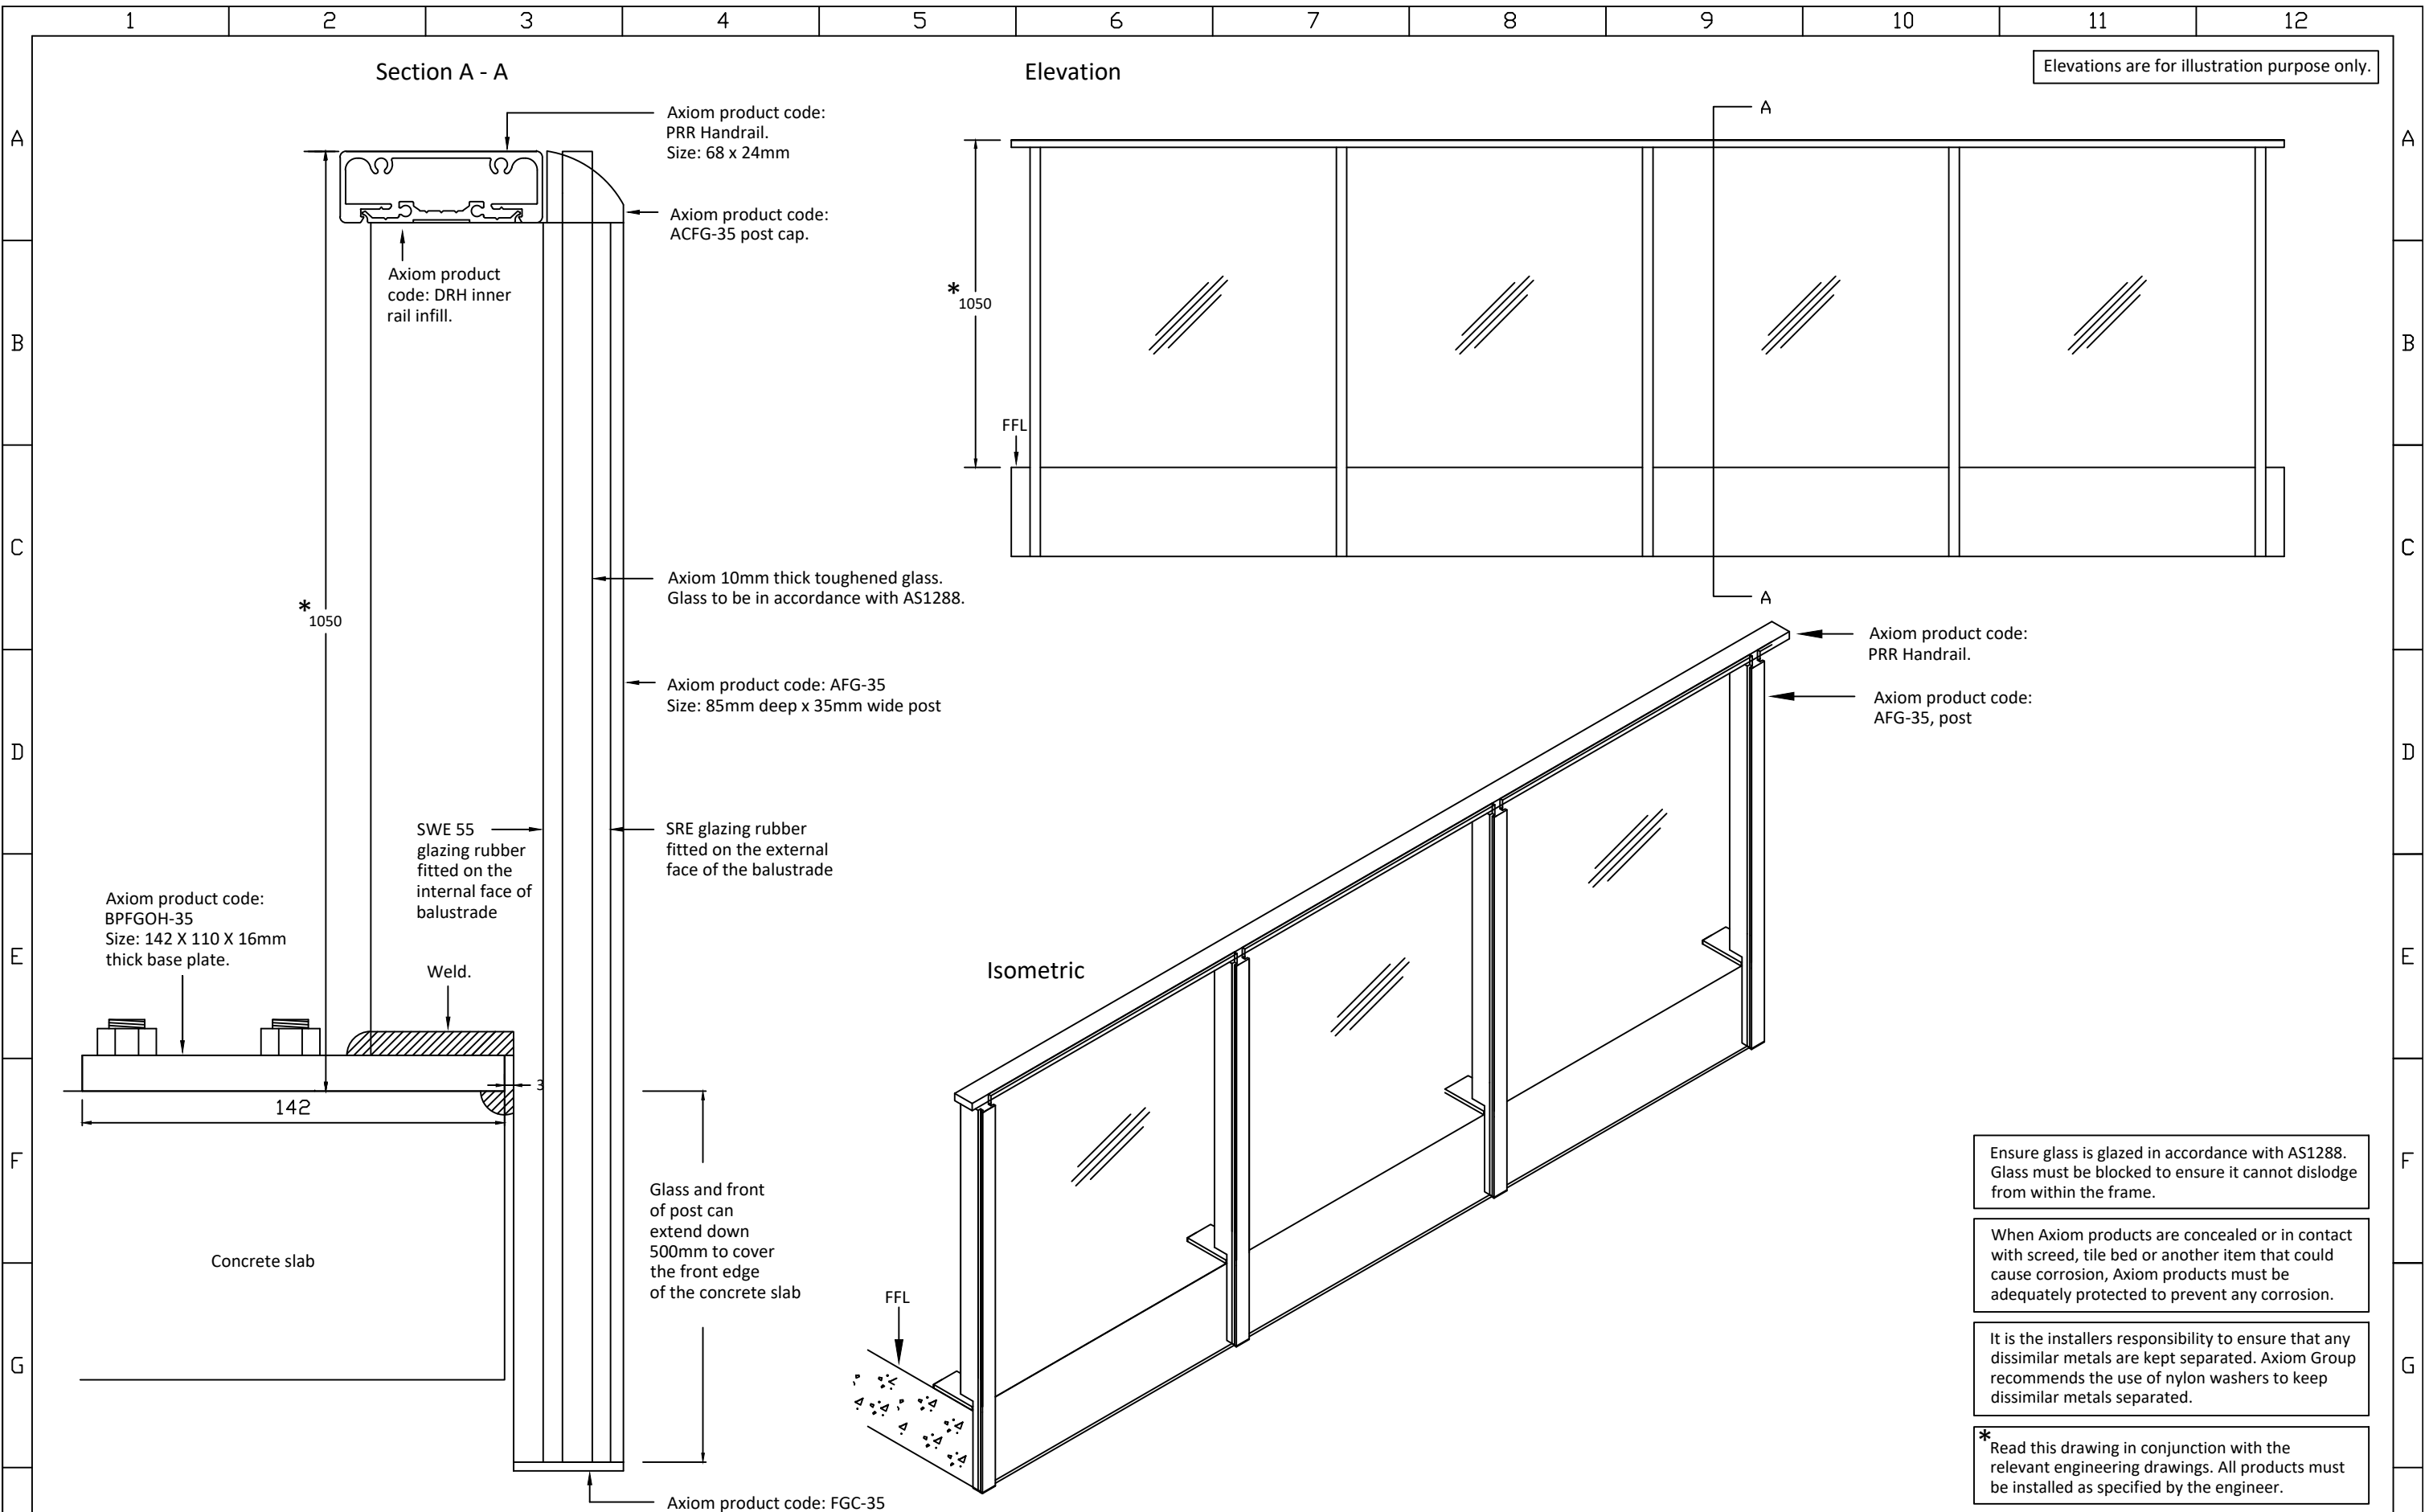 1 2 3 4 5 6 7 8 9 10 11 12
Section A - A
Elevation
Elevations are for illustration purpose only.
A
A
B
B
C
C
D
D
E
E
F
F
G
G
Axiom product code:
PRR Handrail.
Size: 68 x 24mm
Axiom product code:
ACFG-35 post cap.
Axiom product
code: DRH inner
rail infill.
*
1050
Axiom 10mm thick toughened glass.
Glass to be in accordance with AS1288.
Axiom product code: AFG-35
Size: 85mm deep x 35mm wide post
SWE 55
glazing rubber
fitted on the
internal face of
balustrade
SRE glazing rubber
fitted on the external
face of the balustrade
Axiom product code:
BPFGOH-35
Size: 142 X 110 X 16mm
thick base plate.
Weld.
3
142
Concrete slab
Glass and front
of post can
extend down
500mm to cover
the front edge
of the concrete slab
Axiom product code: FGC-35
A
*
1050
FFL
A
Axiom product code:
PRR Handrail.
Axiom product code:
AFG-35, post
Isometric
FFL
Ensure glass is glazed in accordance with AS1288.
Glass must be blocked to ensure it cannot dislodge
from within the frame.
When Axiom products are concealed or in contact
with screed, tile bed or another item that could
cause corrosion, Axiom products must be
adequately protected to prevent any corrosion.
It is the installers responsibility to ensure that any
dissimilar metals are kept separated. Axiom Group
recommends the use of nylon washers to keep
dissimilar metals separated.
*
Read this drawing in conjunction with the
relevant engineering drawings. All products must
be installed as specified by the engineer.